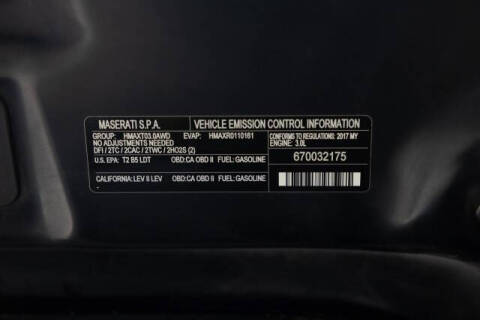 MASERATI S.P.A. VEHICLE EMISSION CONTROL INFORMATION
GROUP: HMAXT03.0AWD EVAP: HMAXR0110161
NO ADJUSTMENTS NEEDED
DFI / 2TC / 2CAC / 2TWC / 2HO2S (2)
CONFORMS TO REGULATIONS: 2017 MY
ENGINE: 3.0L
U.S. EPA: T2 B5 LDT OBD:CA OBD II FUEL:GASOLINE
670032175
CALIFORNIA: LEV II LEV OBD:CA OBD II FUEL:GASOLINE